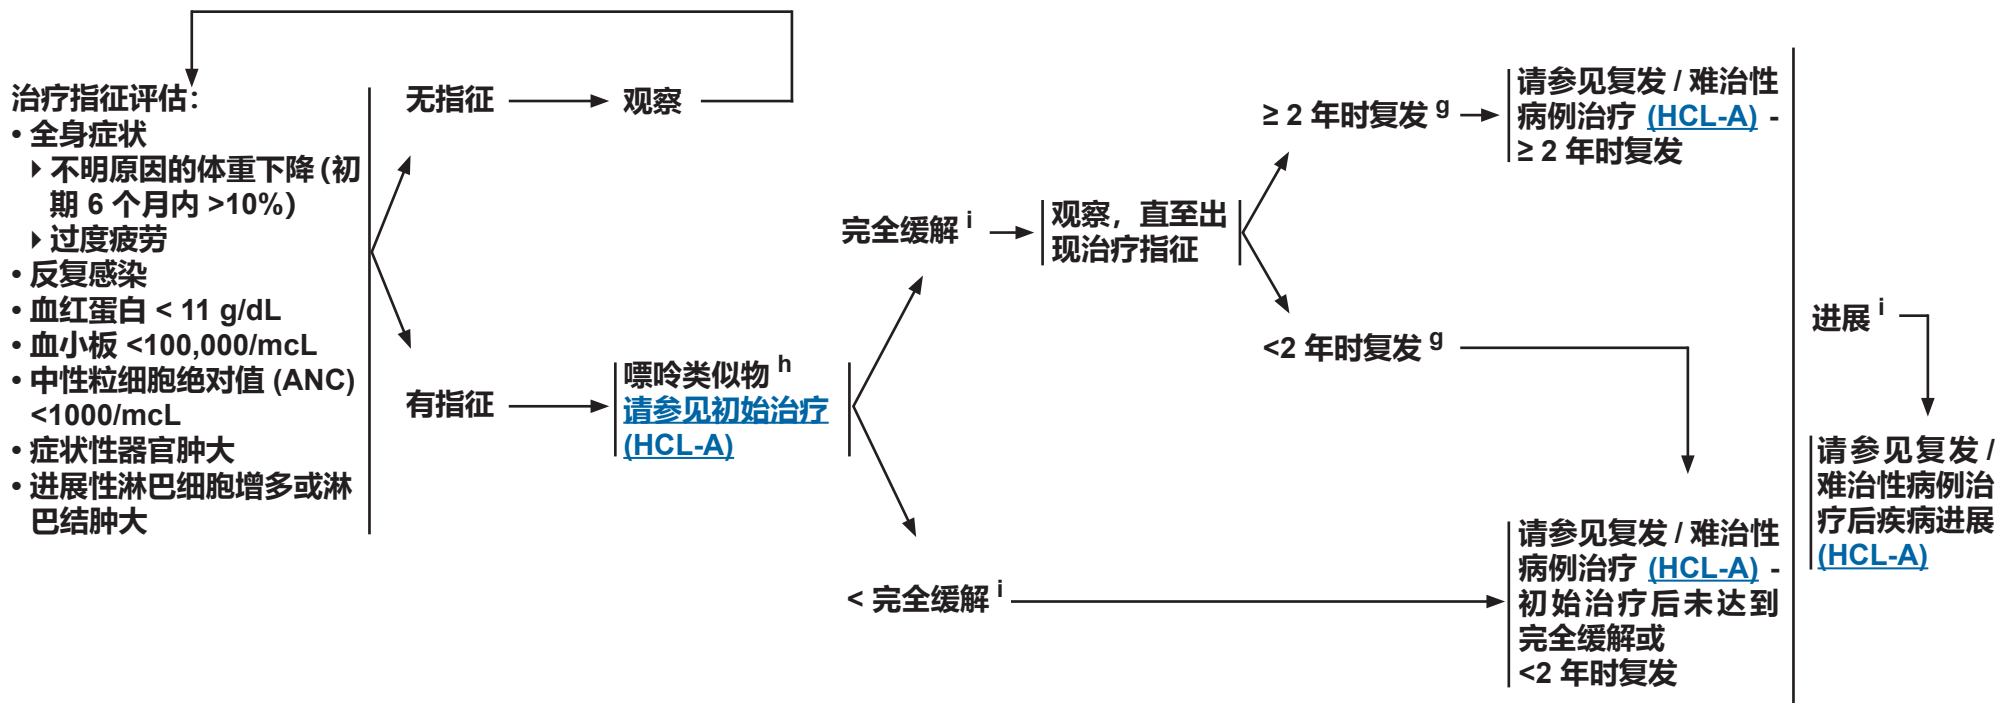 治疗指征评估：
• 全身症状
‣ 不明原因的体重下降 (初
期 6 个月内 >10%）
‣ 过度疲劳
• 反复感染
• 血红蛋白 < 11 g/dL
• 血小板 <100,000/mcL
• 中性粒细胞绝对值 (ANC)
<1000/mcL
• 症状性器官肿大
• 进展性淋巴细胞增多或淋
巴结肿大
无指征
观察
有指征
嘌呤类似物 h
请参见初始治疗
(HCL-A)
完全缓解 i
观察，直至出
现治疗指征
< 完全缓解 i
≥ 2 年时复发 g
<2 年时复发 g
请参见复发 / 难治性
病例治疗 (HCL-A) -
≥ 2 年时复发
请参见复发 / 难治性
病例治疗 (HCL-A) -
初始治疗后未达到
完全缓解或
<2 年时复发
进展 i
请参见复发 /
难治性病例治
疗后疾病进展
(HCL-A)